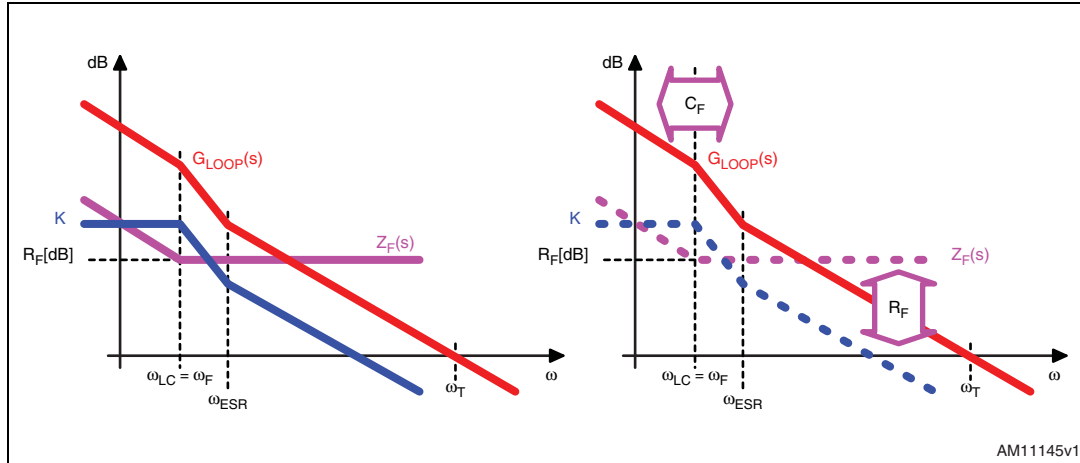 dB
G_LOOP(s)
K
Z_F(s)
R_F[dB]
ω_LC = ω_F
ω_ESR
ω_T
ω
dB
C_F
G_LOOP(s)
K
Z_F(s)
R_F[dB]
R_F
ω_LC = ω_F
ω_ESR
ω_T
ω
AM11145v1